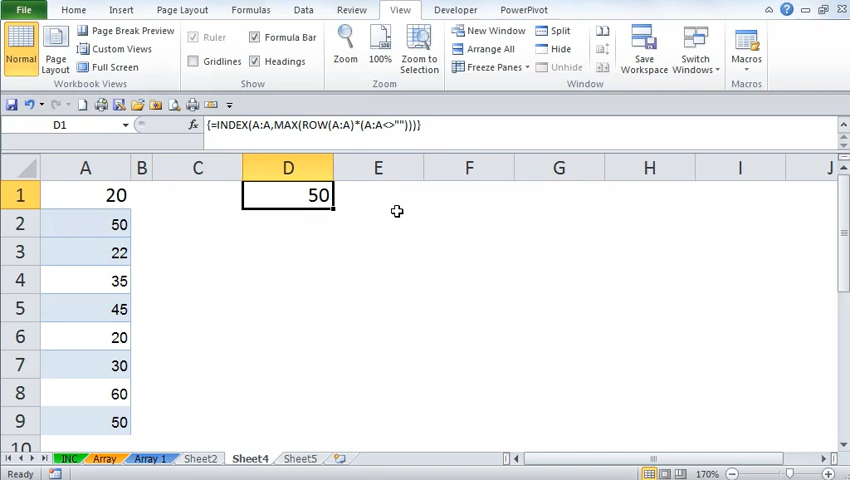 File Home Insert Page Layout Formulas Data Review View Developer PowerPivot
Normal
Page Layout
Page Break Preview
Custom Views
Full Screen
Workbook Views
Ruler
Formula Bar
Gridlines
Headings
Show
Zoom
100%
Zoom to Selection
Zoom
New Window
Arrange All
Freeze Panes
Split
Hide
Unhide
Save Workspace
Switch Windows
Window
Macros
Macros
D1 fx {=INDEX(A:A,MAX(ROW(A:A)*(A:A<>"")))}
A B C D E F G H I J
1 20 50
2 50
3 22
4 35
5 45
6 20
7 30
8 60
9 50
10
INC Array Array 1 Sheet2 Sheet4 Sheet5
Ready 170%